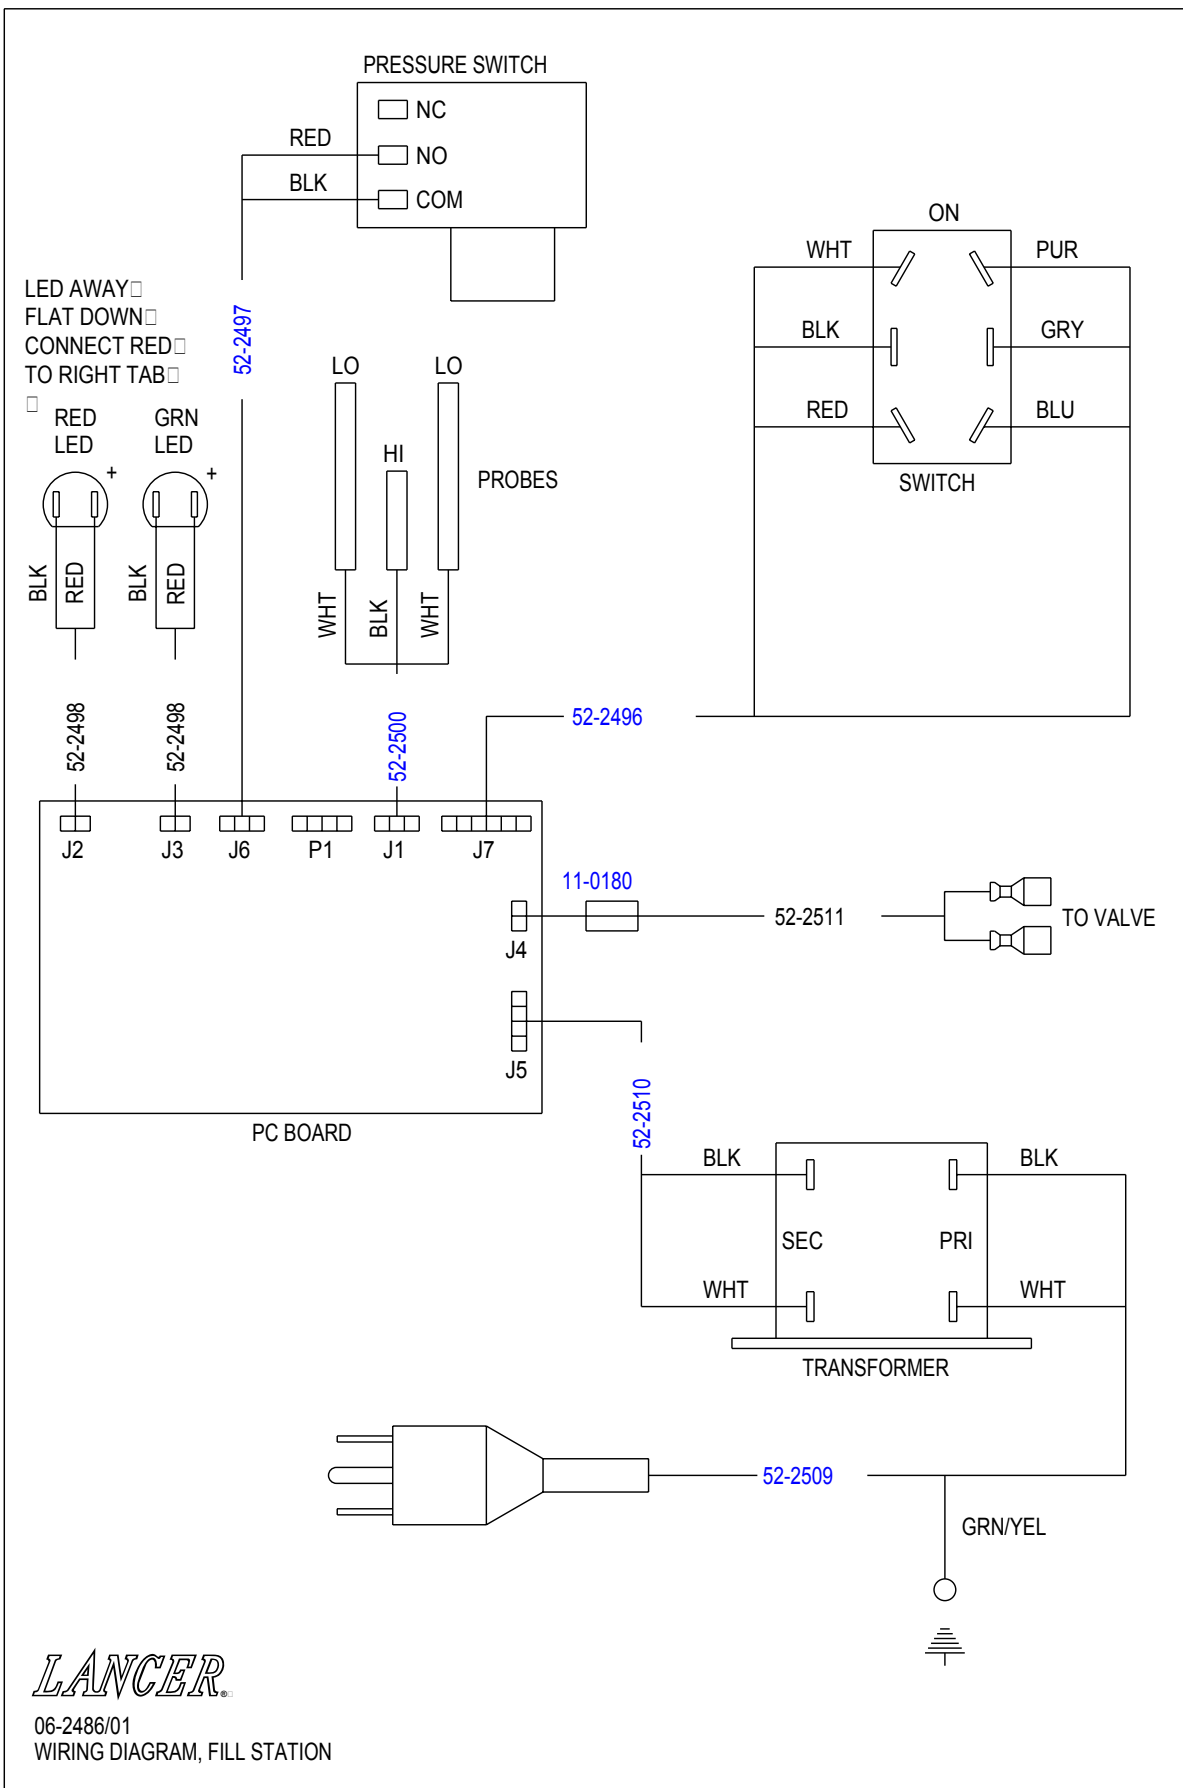 PRESSURE SWITCH
NC
RED
NO
BLK
COM
ON
WHT
PUR
BLK
GRY
RED
BLU
SWITCH
LED AWAY□
FLAT DOWN□
CONNECT RED□
TO RIGHT TAB□
□
52-2497
RED
LED
GRN
LED
+
+
BLK
RED
BLK
RED
LO
LO
HI
PROBES
WHT
BLK
WHT
52-2498
52-2498
52-2500
52-2496
J2
J3
J6
P1
J1
J7
11-0180
J4
52-2511
TO VALVE
J5
PC BOARD
52-2510
BLK
BLK
SEC
PRI
WHT
WHT
TRANSFORMER
52-2509
GRN/YEL
LANCER®
06-2486/01
WIRING DIAGRAM, FILL STATION